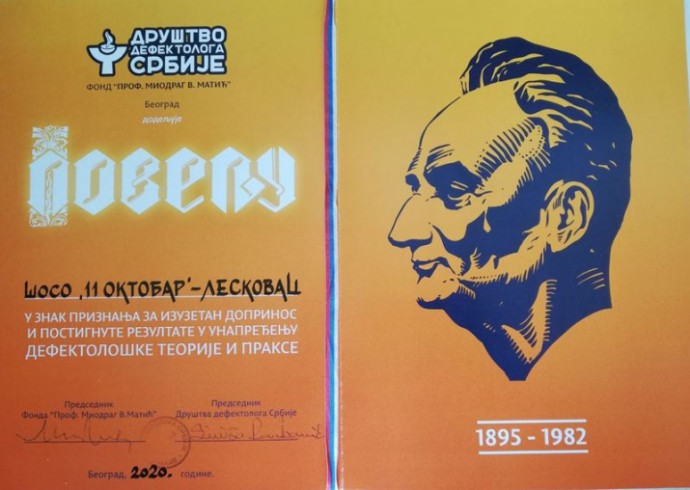 ДРУШТВО
ДЕФЕКТОЛОГА
СРБИЈЕ
ФОНД "ПРОФ. МИОДРАГ В. МАТИЋ"
Београд
додељује
Повељу
ШОСО „11 ОКТОБАР"-ЛЕСКОВАЦ
У ЗНАК ПРИЗНАЊА ЗА ИЗУЗЕТАН ДОПРИНОС
И ПОСТИГНУТЕ РЕЗУЛТАТЕ У УНАПРЕЂЕЊУ
ДЕФЕКТОЛОШКЕ ТЕОРИЈЕ И ПРАКСЕ
Председник
Фонда "Проф. Миодраг В.Матић"
Председник
Друштва дефектолога Србије
Београд, 2020. године.
1895 - 1982